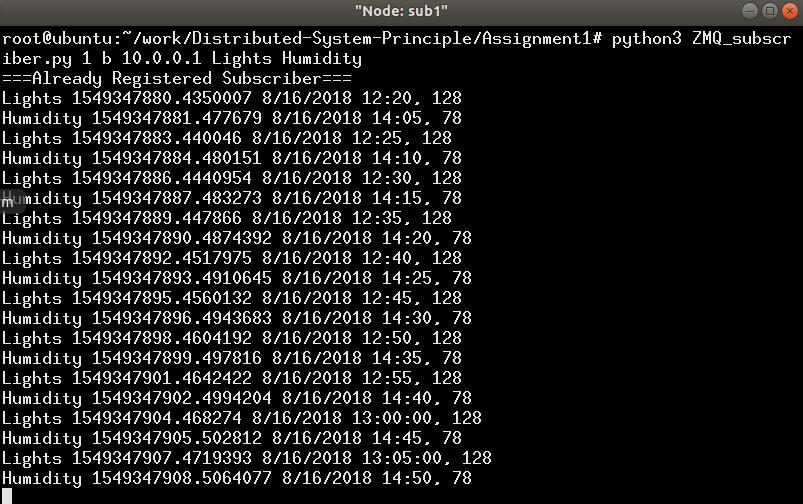 "Node: sub1"
root@ubuntu:~/work/Distributed-System-Principle/Assignment1# python3 ZMQ_subscr
iber.py 1 b 10.0.0.1 Lights Humidity
===Already Registered Subscriber===
Lights 1549347880.4350007 8/16/2018 12:20, 128
Humidity 1549347881.477679 8/16/2018 14:05, 78
Lights 1549347883.440046 8/16/2018 12:25, 128
Humidity 1549347884.480151 8/16/2018 14:10, 78
Lights 1549347886.4440954 8/16/2018 12:30, 128
Humidity 1549347887.483273 8/16/2018 14:15, 78
Lights 1549347889.447866 8/16/2018 12:35, 128
Humidity 1549347890.4874392 8/16/2018 14:20, 78
Lights 1549347892.4517975 8/16/2018 12:40, 128
Humidity 1549347893.4910645 8/16/2018 14:25, 78
Lights 1549347895.4560132 8/16/2018 12:45, 128
Humidity 1549347896.4943683 8/16/2018 14:30, 78
Lights 1549347898.4604192 8/16/2018 12:50, 128
Humidity 1549347899.497816 8/16/2018 14:35, 78
Lights 1549347901.4642422 8/16/2018 12:55, 128
Humidity 1549347902.4994204 8/16/2018 14:40, 78
Lights 1549347904.468274 8/16/2018 13:00:00, 128
Humidity 1549347905.502812 8/16/2018 14:45, 78
Lights 1549347907.4719393 8/16/2018 13:05:00, 128
Humidity 1549347908.5064077 8/16/2018 14:50, 78